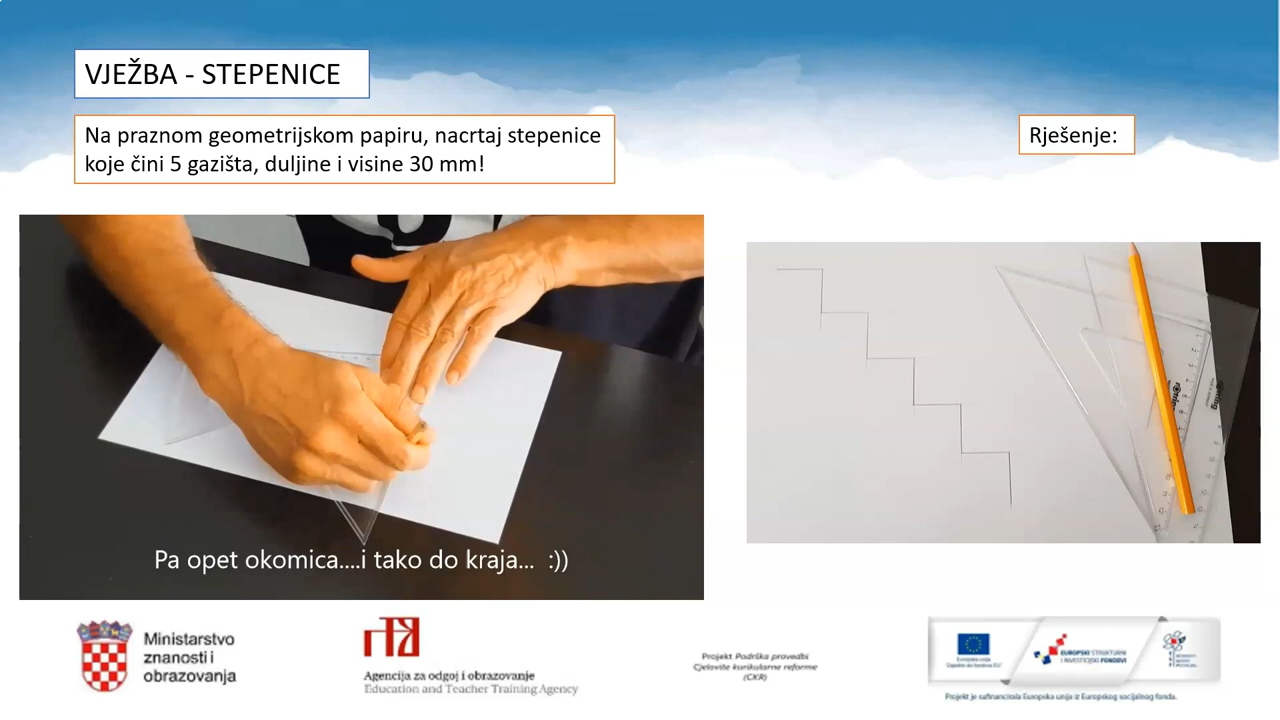 VJEŽBA - STEPENICE
Na praznom geometrijskom papiru, nacrtaj stepenice
koje čini 5 gazišta, duljine i visine 30 mm!
Rješenje:
Pa opet okomica....i tako do kraja... :))
Ministarstvo
znanosti i
obrazovanja
Agencija za odgoj i obrazovanje
Education and Teacher Training Agency
Projekt Podrška provedbi
Cjelovite kurikularne reforme
(CKR)
Europska unija
EUROPSKI STRUKTURNI
I INVESTICIJSKI FONDOVI
Projekt je sufinancirala Europska unija iz Europskog socijalnog fonda.